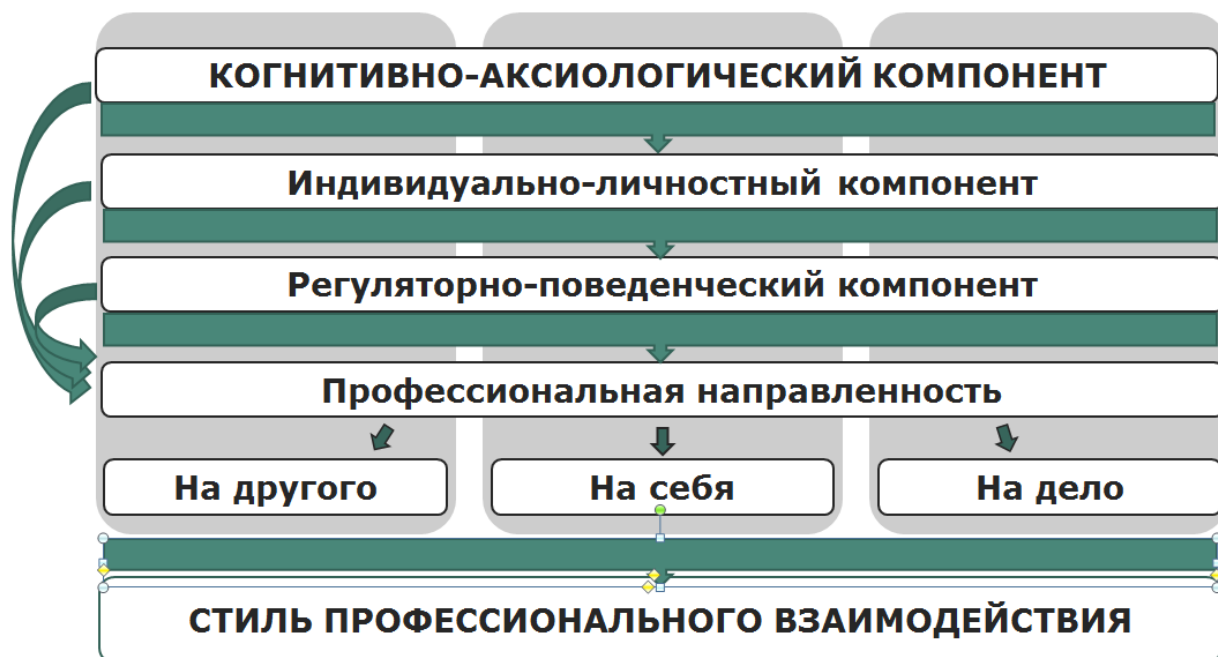 КОГНИТИВНО-АКСИОЛОГИЧЕСКИЙ КОМПОНЕНТ
Индивидуально-личностный компонент
Регуляторно-поведенческий компонент
Профессиональная направленность
На другого
На себя
На дело
СТИЛЬ ПРОФЕССИОНАЛЬНОГО ВЗАИМОДЕЙСТВИЯ